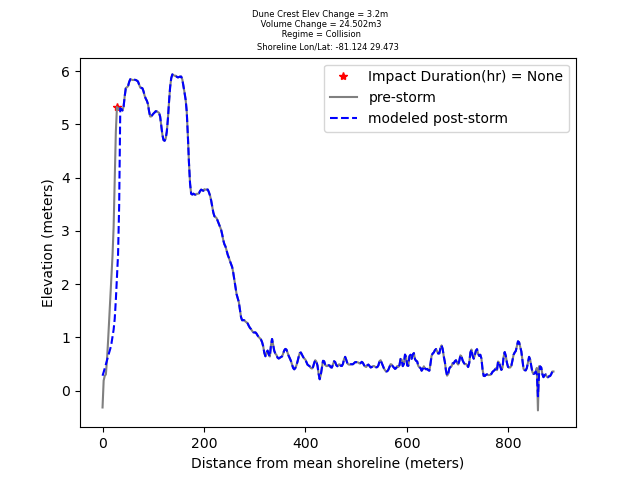 Dune Crest Elev Change = 3.2m
Volume Change = 24.502m3
Regime = Collision
Shoreline Lon/Lat: -81.124 29.473
Impact Duration(hr) = None
pre-storm
modeled post-storm
Elevation (meters)
6
5
4
3
2
1
0
0 200 400 600 800
Distance from mean shoreline (meters)